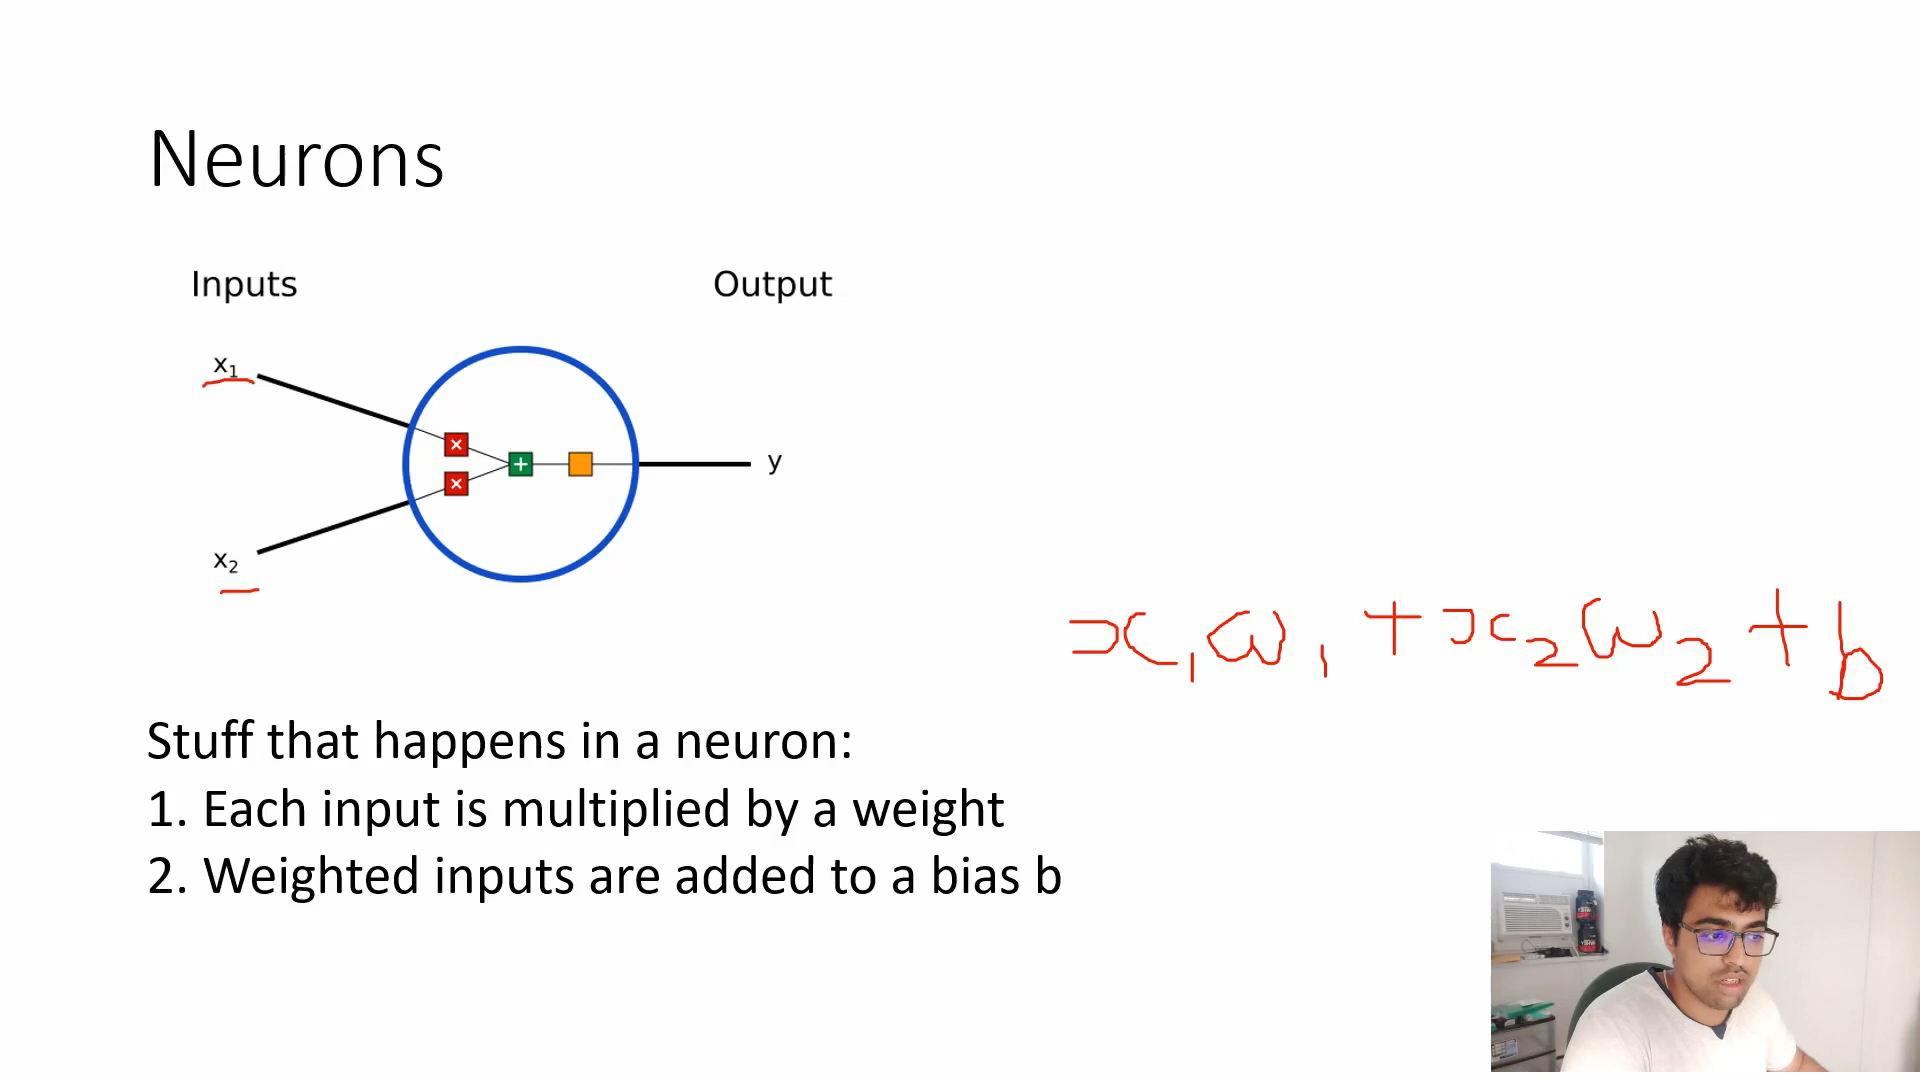 Neurons
Inputs
Output
x₁
×
+
×
y
x₂
x₁w₁ + x₂w₂ + b
Stuff that happens in a neuron:
1. Each input is multiplied by a weight
2. Weighted inputs are added to a bias b